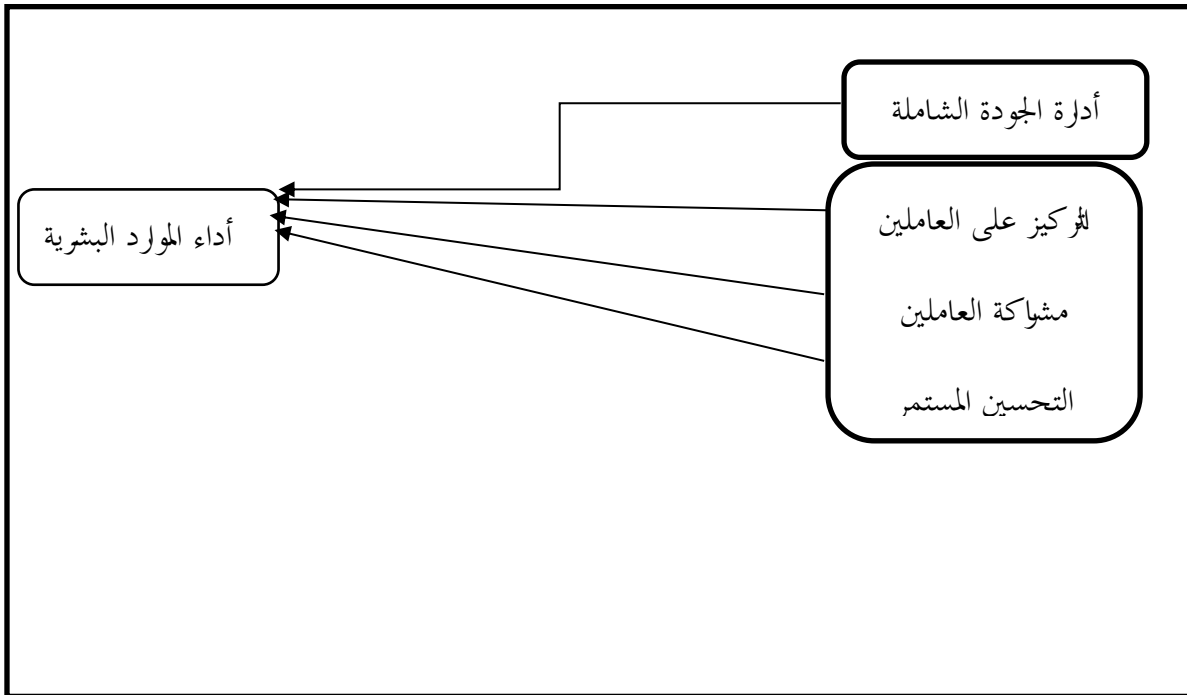 أدارة الجودة الشاملة
التركيز على العاملين
مشاركة العاملين
التحسين المستمر
أداء الموارد البشرية